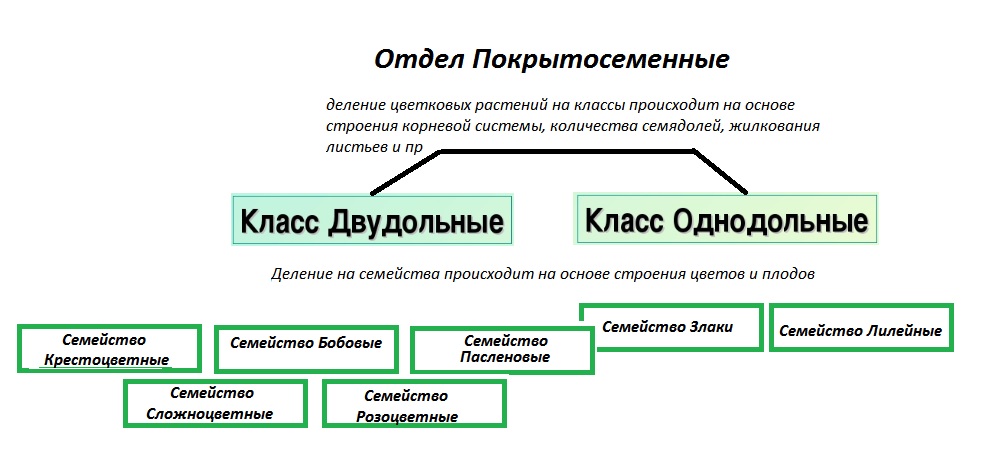 Отдел Покрытосеменные
деление цветковых растений на классы происходит на основе
строения корневой системы, количества семядолей, жилкования
листьев и пр
Класс Двудольные
Класс Однодольные
Деление на семейства происходит на основе строения цветов и плодов
Семейство
Крестоцветные
Семейство Бобовые
Семейство
Пасленовые
Семейство Злаки
Семейство Лилейные
Семейство
Сложноцветные
Семейство
Розоцветные